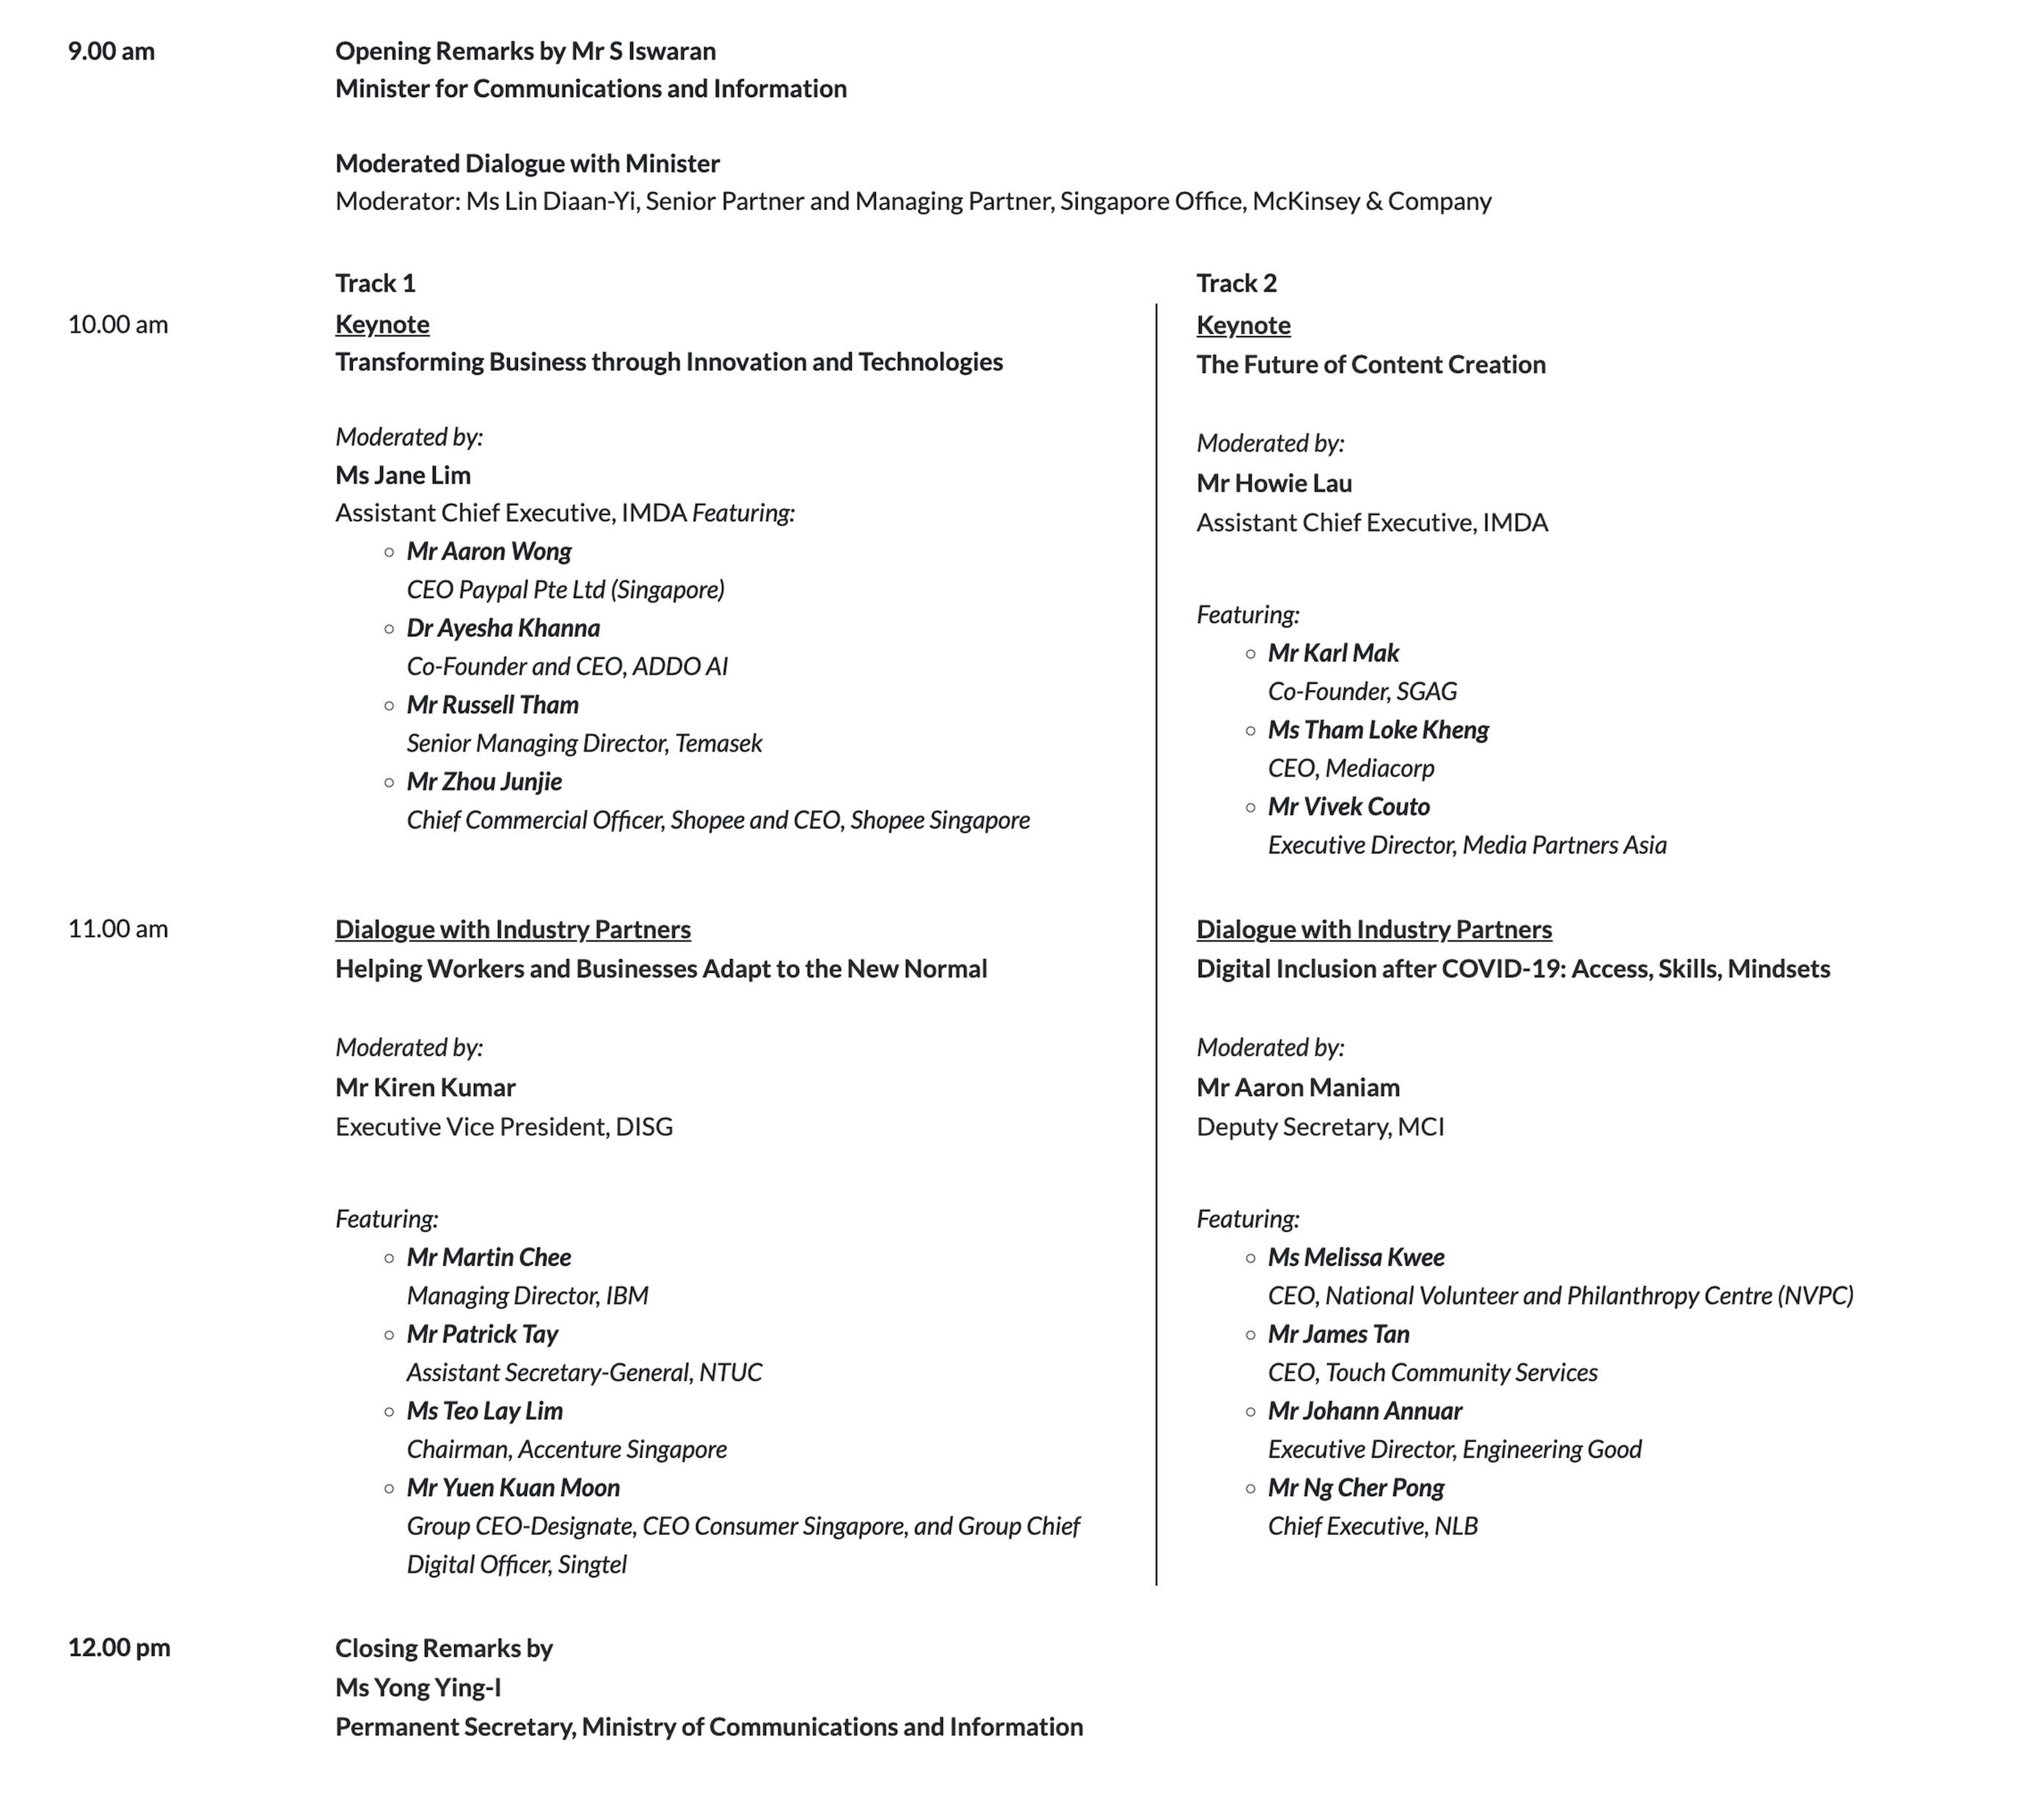 9.00 am
Opening Remarks by Mr S Iswaran
Minister for Communications and Information
Moderated Dialogue with Minister
Moderator: Ms Lin Diaan-Yi, Senior Partner and Managing Partner, Singapore Office, McKinsey & Company
10.00 am
Track 1
Keynote
Transforming Business through Innovation and Technologies
Moderated by:
Ms Jane Lim
Assistant Chief Executive, IMDA Featuring:
Mr Aaron Wong
CEO Paypal Pte Ltd (Singapore)
Dr Ayesha Khanna
Co-Founder and CEO, ADDO AI
Mr Russell Tham
Senior Managing Director, Temasek
Mr Zhou Junjie
Chief Commercial Officer, Shopee and CEO, Shopee Singapore
Track 2
Keynote
The Future of Content Creation
Moderated by:
Mr Howie Lau
Assistant Chief Executive, IMDA
Featuring:
Mr Karl Mak
Co-Founder, SGAG
Ms Tham Loke Kheng
CEO, Mediacorp
Mr Vivek Couto
Executive Director, Media Partners Asia
11.00 am
Dialogue with Industry Partners
Helping Workers and Businesses Adapt to the New Normal
Moderated by:
Mr Kiren Kumar
Executive Vice President, DISG
Featuring:
Mr Martin Chee
Managing Director, IBM
Mr Patrick Tay
Assistant Secretary-General, NTUC
Ms Teo Lay Lim
Chairman, Accenture Singapore
Mr Yuen Kuan Moon
Group CEO-Designate, CEO Consumer Singapore, and Group Chief
Digital Officer, Singtel
Dialogue with Industry Partners
Digital Inclusion after COVID-19: Access, Skills, Mindsets
Moderated by:
Mr Aaron Maniam
Deputy Secretary, MCI
Featuring:
Ms Melissa Kwee
CEO, National Volunteer and Philanthropy Centre (NVPC)
Mr James Tan
CEO, Touch Community Services
Mr Johann Annuar
Executive Director, Engineering Good
Mr Ng Cher Pong
Chief Executive, NLB
12.00 pm
Closing Remarks by
Ms Yong Ying-I
Permanent Secretary, Ministry of Communications and Information